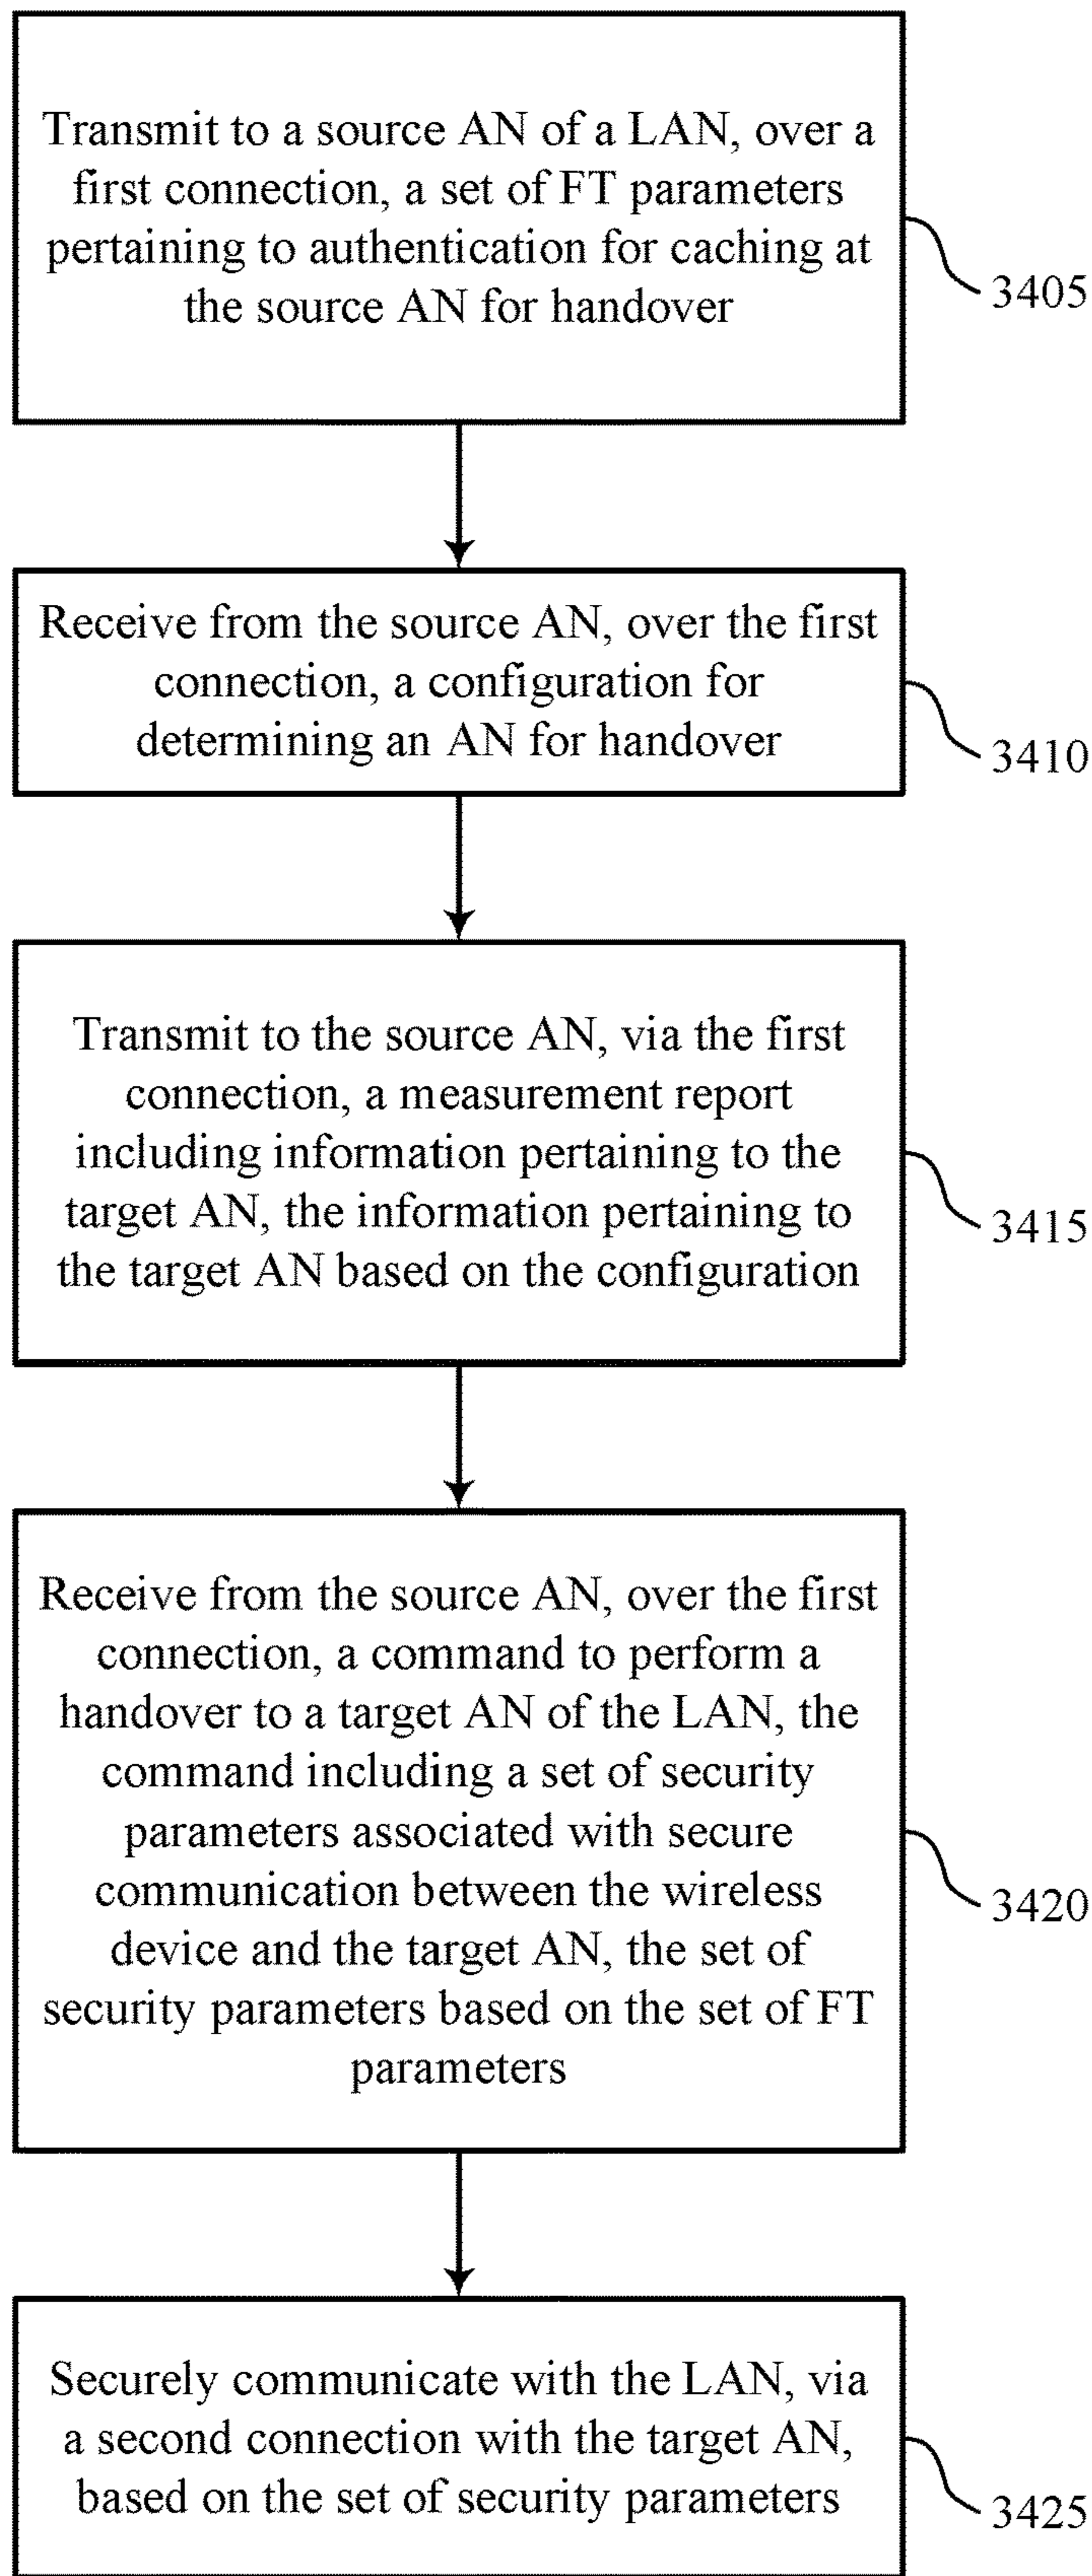 Transmit to a source AN of a LAN, over a
first connection, a set of FT parameters
pertaining to authentication for caching at
the source AN for handover
3405
Receive from the source AN, over the first
connection, a configuration for
determining an AN for handover
3410
Transmit to the source AN, via the first
connection, a measurement report
including information pertaining to the
target AN, the information pertaining to
the target AN based on the configuration
3415
Receive from the source AN, over the first
connection, a command to perform a
handover to a target AN of the LAN, the
command including a set of security
parameters associated with secure
communication between the wireless
device and the target AN, the set of
security parameters based on the set of FT
parameters
3420
Securely communicate with the LAN, via
a second connection with the target AN,
based on the set of security parameters
3425